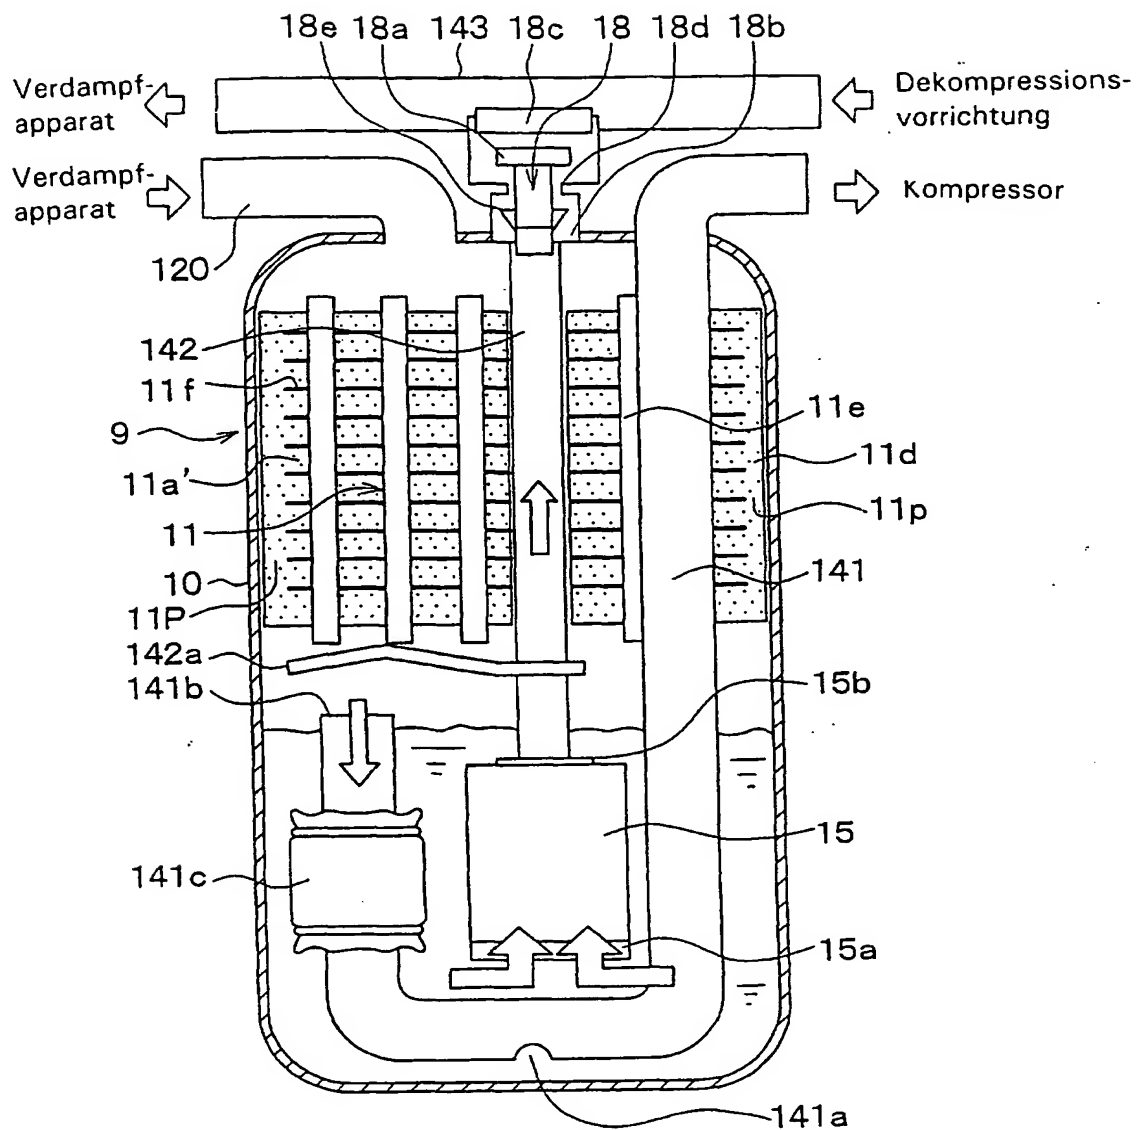 18e 18a 143 18c 18 18d 18b
Verdampf-
apparat
Dekompressions-
vorrichtung
Verdampf-
apparat
Kompressor
120
142
11f
11e
9
11d
11a'
11p
11
10
141
11P
142a
141b
15b
15
141c
15a
141a